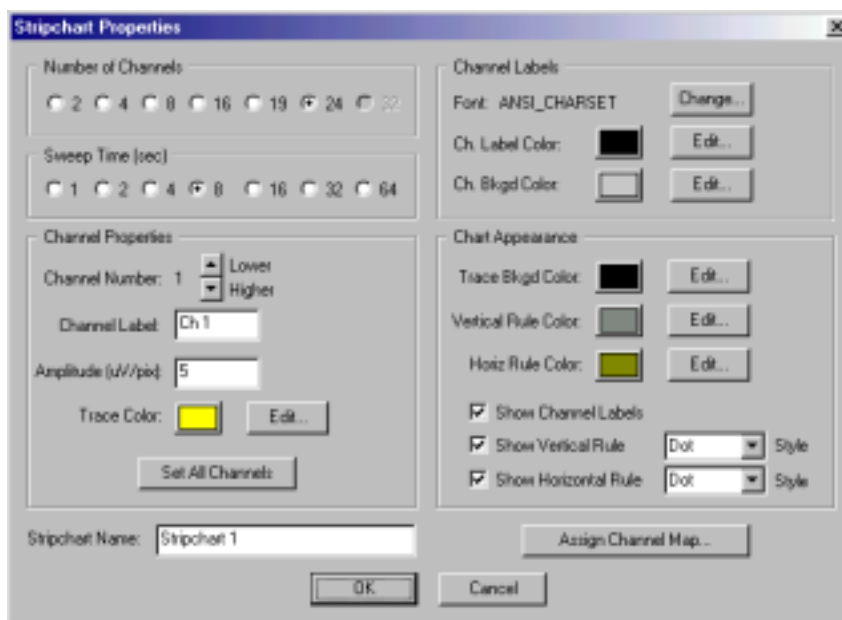 Stripchart Properties
Number of Channels
2 4 8 16 19 24 32
Sweep Time (sec)
1 2 4 8 16 32 64
Channel Properties
Channel Number: 1
Lower
Higher
Channel Label: Ch 1
Amplitude (uV/pix): 5
Trace Color: Edit...
Set All Channels
Channel Labels
Font: ANSI_CHARSET Change...
Ch. Label Color: Edit...
Ch. Bkgd Color: Edit...
Chart Appearance
Trace Bkgd Color: Edit...
Vertical Rule Color: Edit...
Horiz Rule Color: Edit...
Show Channel Labels
Show Vertical Rule Dot Style
Show Horizontal Rule Dot Style
Stripchart Name: Stripchart 1
Assign Channel Map...
OK Cancel